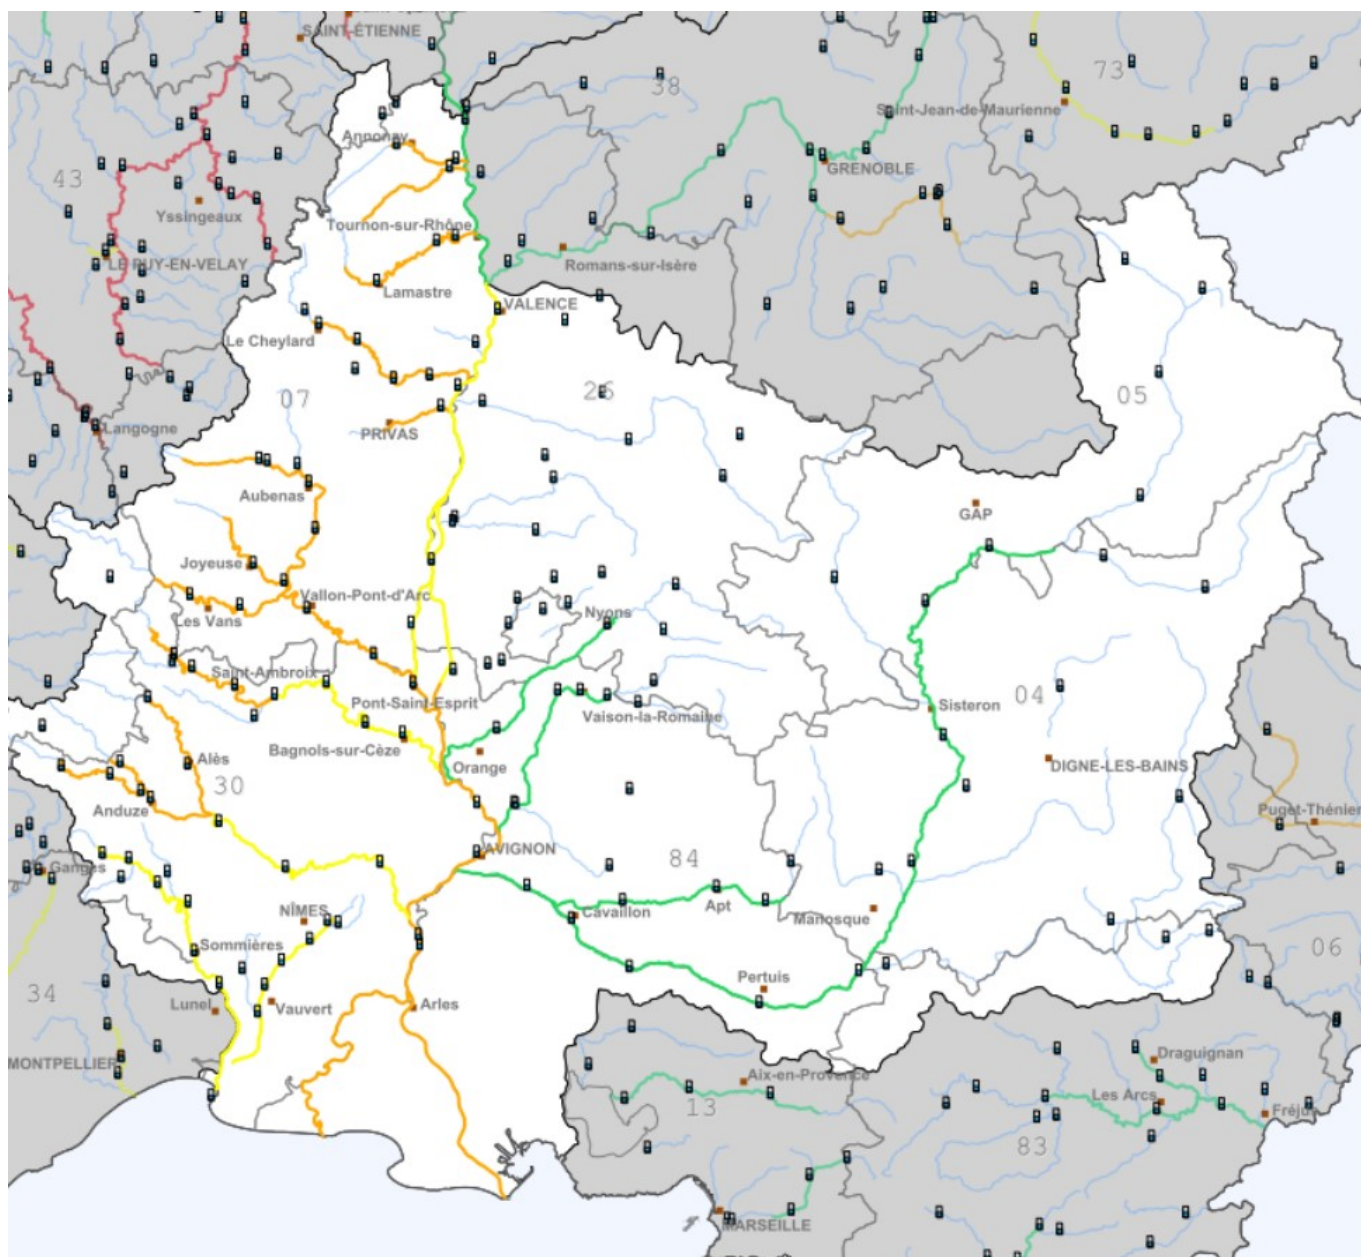 SAINT-ÉTIENNE
38
73
Saint-Jean-de-Maurienne
Annonay
GRENOBLE
43
Yssingeaux
Tournon-sur-Rhône
LE PUY-EN-VELAY
Romans-sur-Isère
Lamastre
VALENCE
Le Cheylard
26
05
07
Langogne
PRIVAS
Aubenas
GAP
Joyeuse
Vallon-Pont-d'Arc
Les Vans
Nyons
Saint-Ambroix
04
Pont-Saint-Esprit
Sisteron
Vaison-la-Romaine
Bagnols-sur-Cèze
Alès
Orange
DIGNE-LES-BAINS
30
Anduze
Puget-Thénier
AVIGNON
84
Ganges
Apt
Cavaillon
NÎMES
Manosque
Sommières
06
Pertuis
34
Lunel
Vauvert
Arles
Draguignan
MONTPELLIER
Aix-en-Provence
Les Arcs
13
Fréjus
83
MARSEILLE